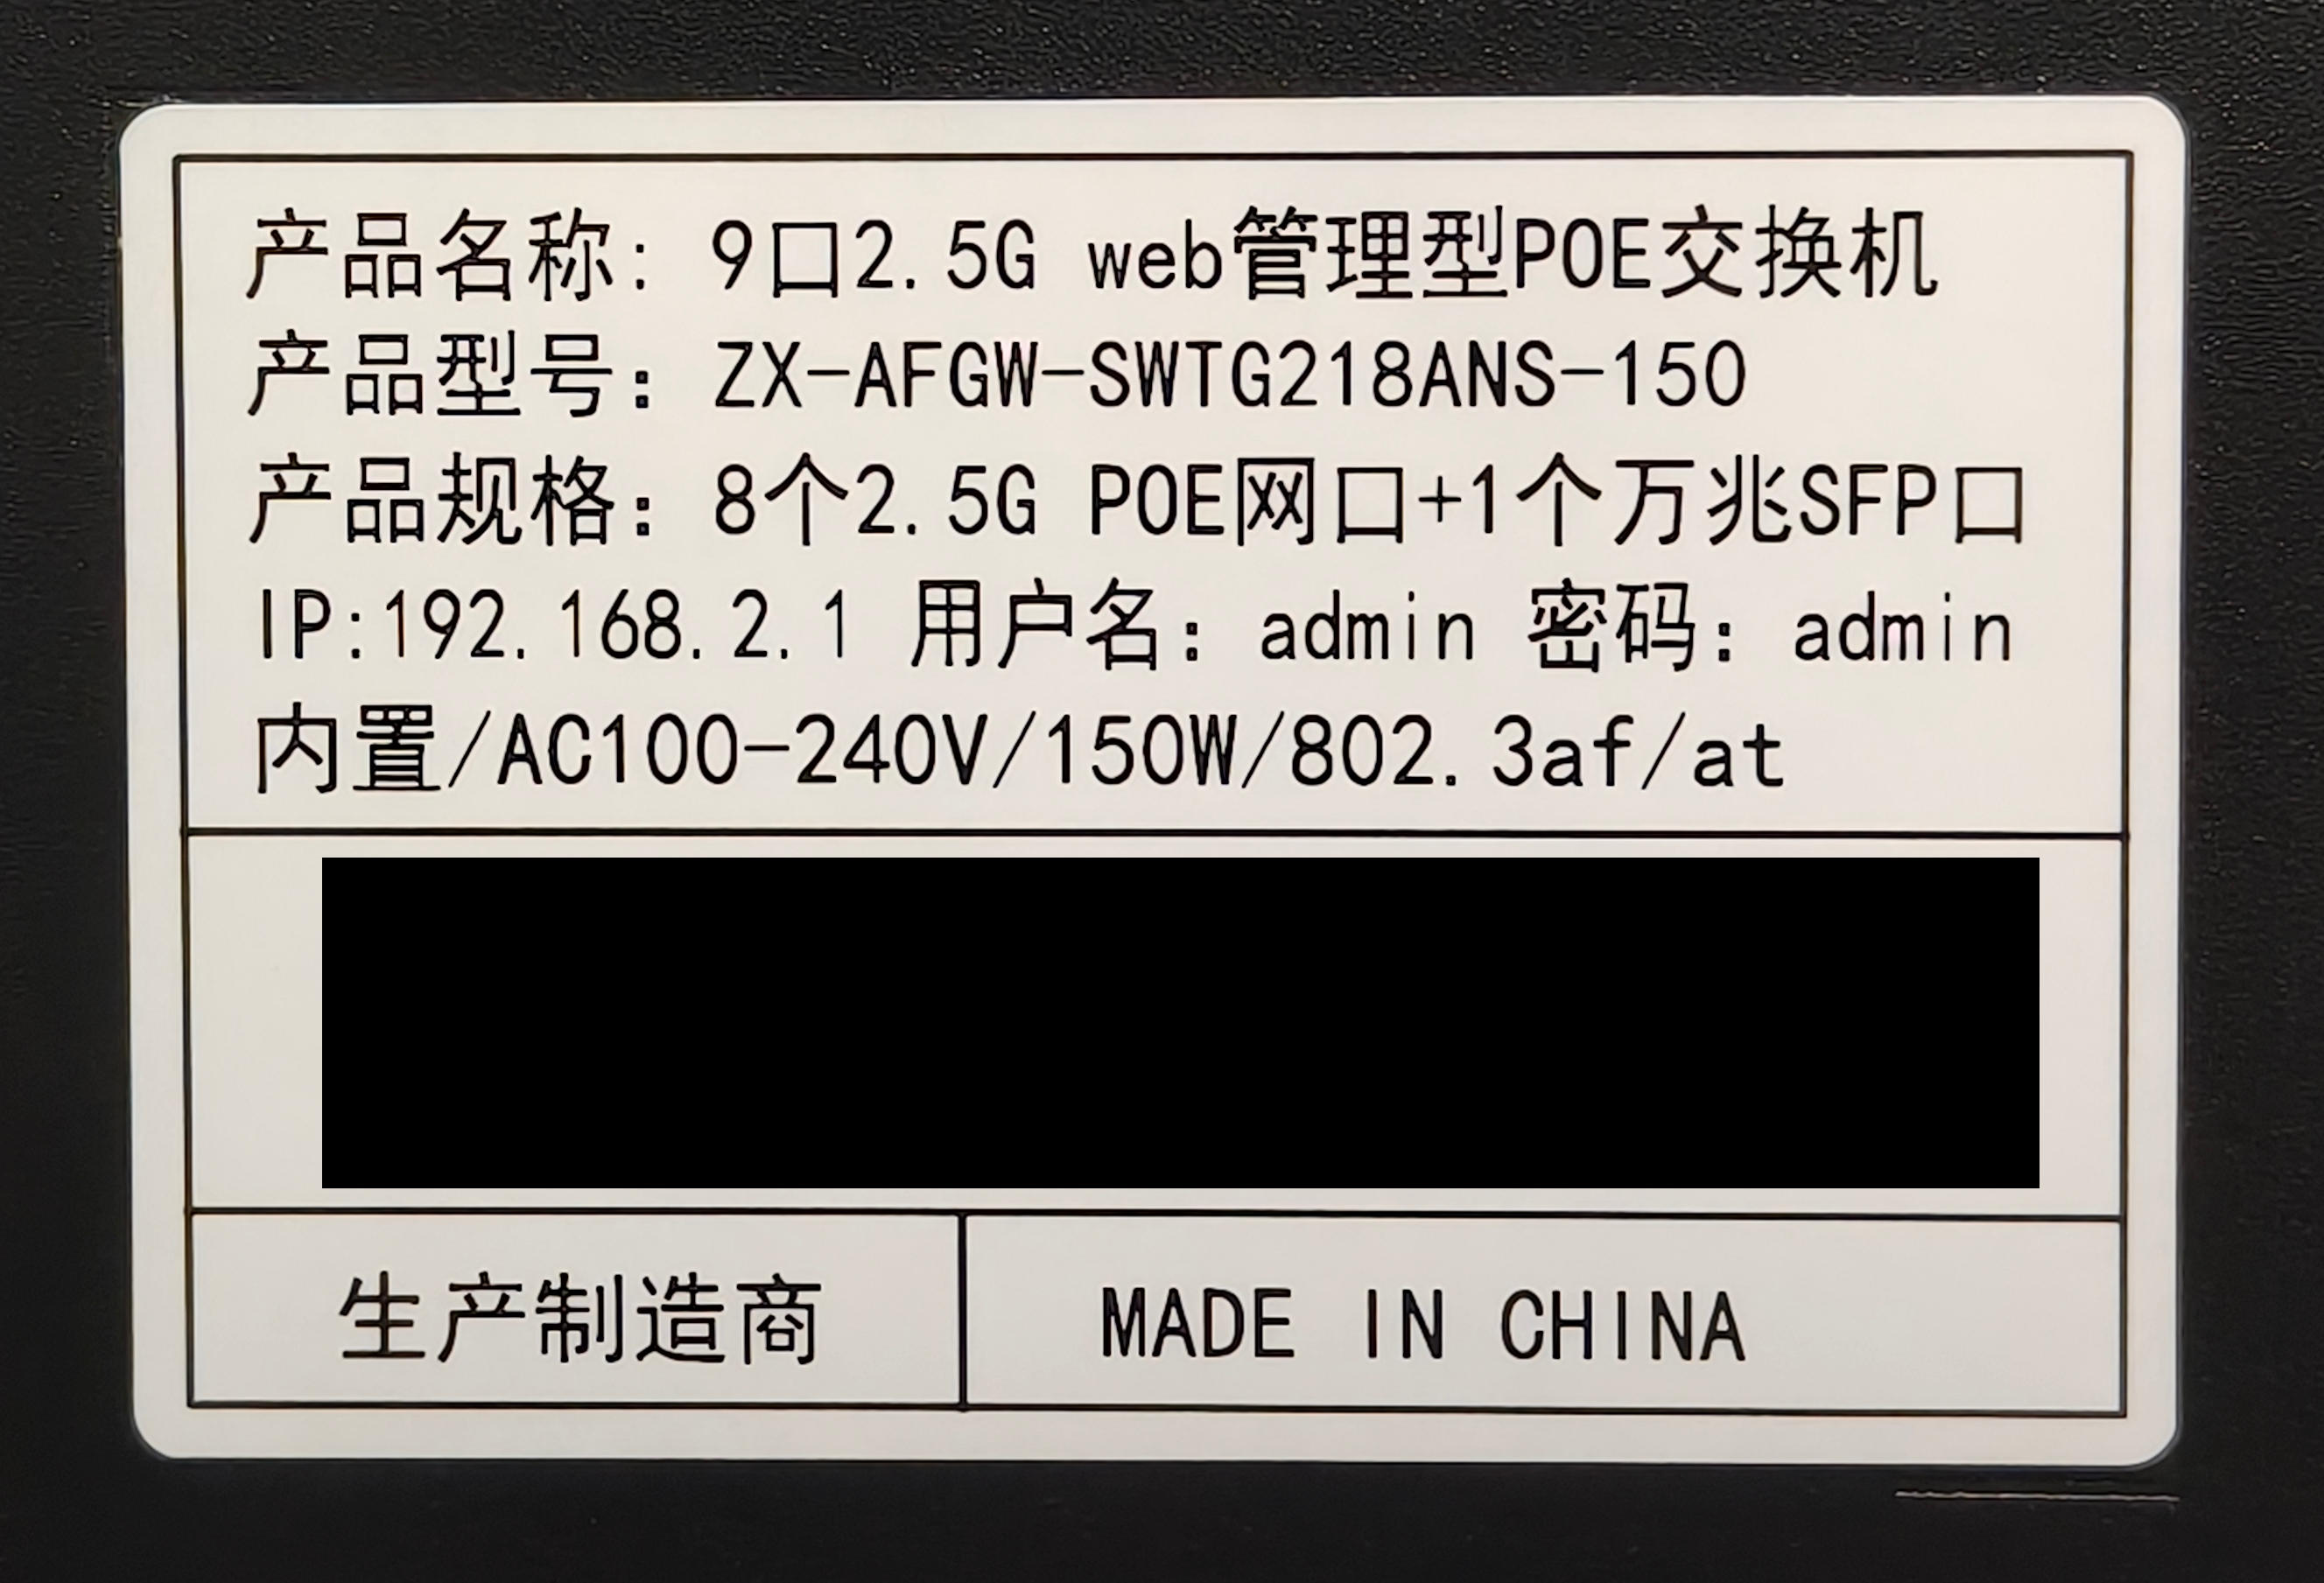 产品名称: 9口2.5G web管理型POE交换机
产品型号: ZX-AFGW-SWTG218ANS-150
产品规格: 8个2.5G POE网口+1个万兆SFP口
IP:192.168.2.1 用户名: admin 密码: admin
内置/AC100-240V/150W/802.3af/at
生产制造商
MADE IN CHINA